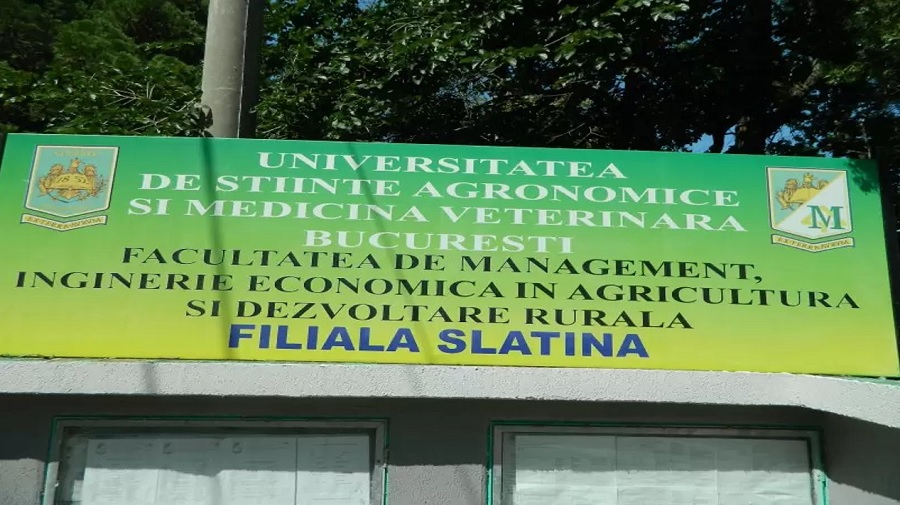 UNIVERSITATEA
DE STIINTE AGRONOMICE
SI MEDICINA VETERINARA
BUCURESTI
FACULTATEA DE MANAGEMENT,
INGINERIE ECONOMICA IN AGRICULTURA
SI DEZVOLTARE RURALA
FILIALA SLATINA
M